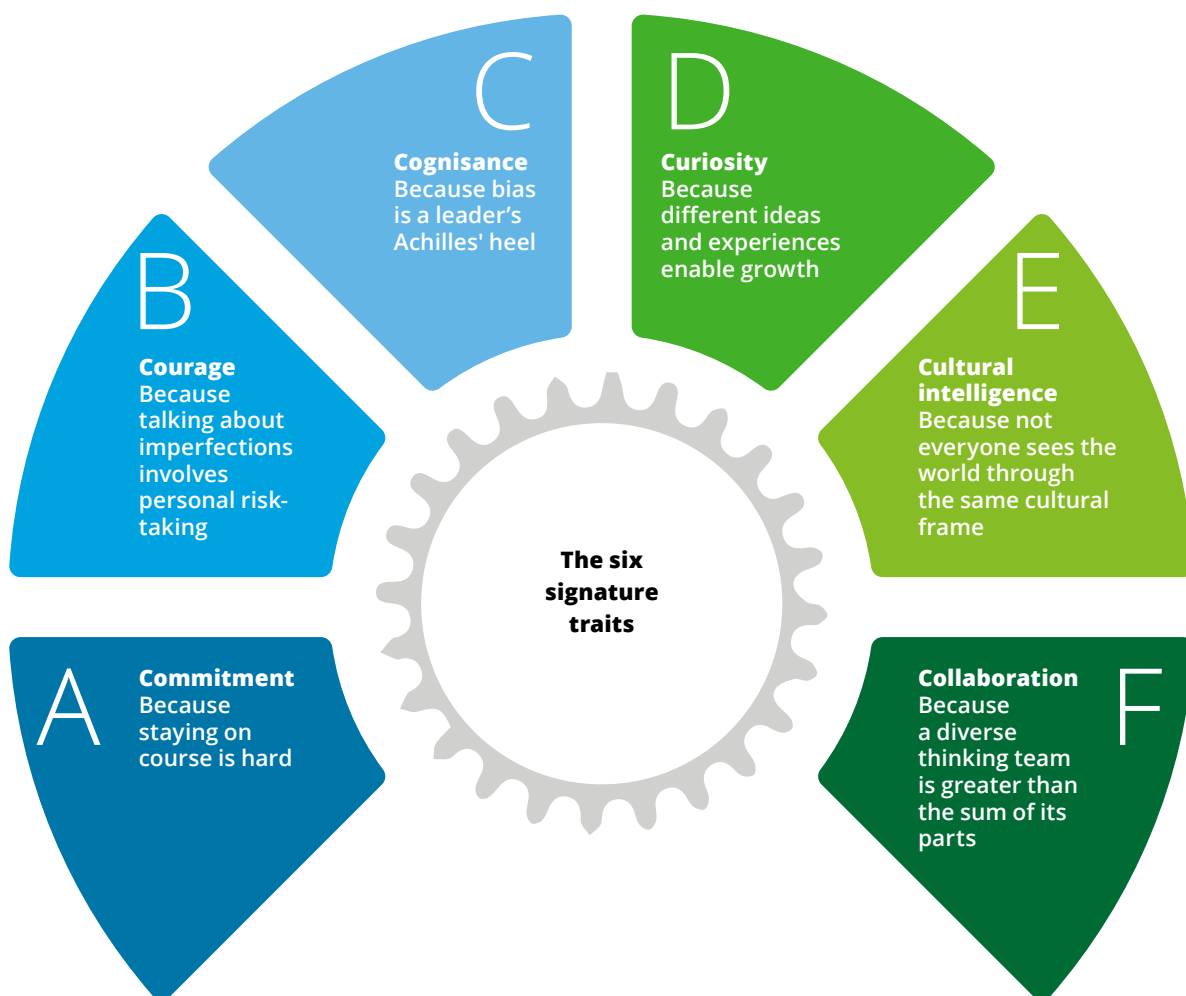 A
Commitment
Because
staying on
course is hard
B
Courage
Because
talking about
imperfections
involves
personal risk-
taking
C
Cognisance
Because bias
is a leader’s
Achilles' heel
D
Curiosity
Because
different ideas
and experiences
enable growth
E
Cultural
intelligence
Because not
everyone sees the
world through
the same cultural
frame
F
Collaboration
Because
a diverse
thinking team
is greater than
the sum of its
parts
The six
signature
traits